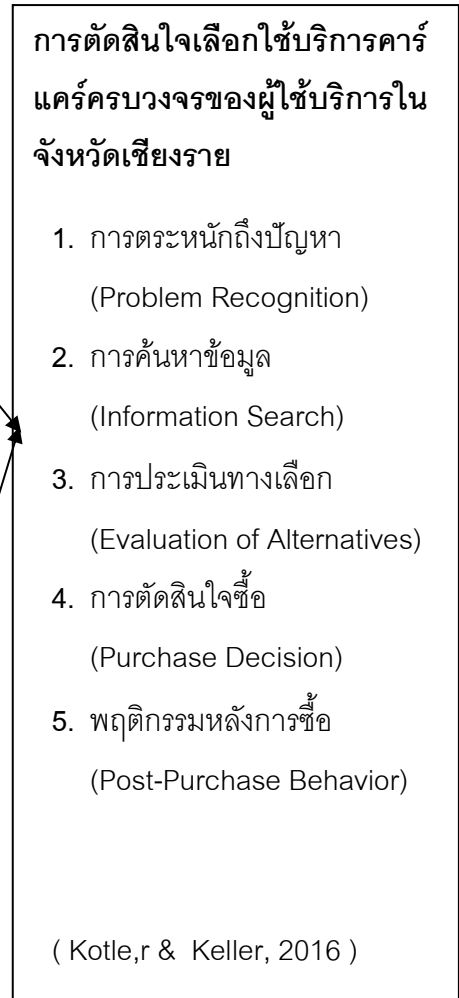 การตัดสินใจเลือกใช้บริการคาร์
แคร์ครบวงจรของผู้ใช้บริการใน
จังหวัดเชียงราย
1. การตระหนักถึงปัญหา
(Problem Recognition)
2. การค้นหาข้อมูล
(Information Search)
3. การประเมินทางเลือก
(Evaluation of Alternatives)
4. การตัดสินใจซื้อ
(Purchase Decision)
5. พฤติกรรมหลังการซื้อ
(Post-Purchase Behavior)
( Kotle,r & Keller, 2016 )